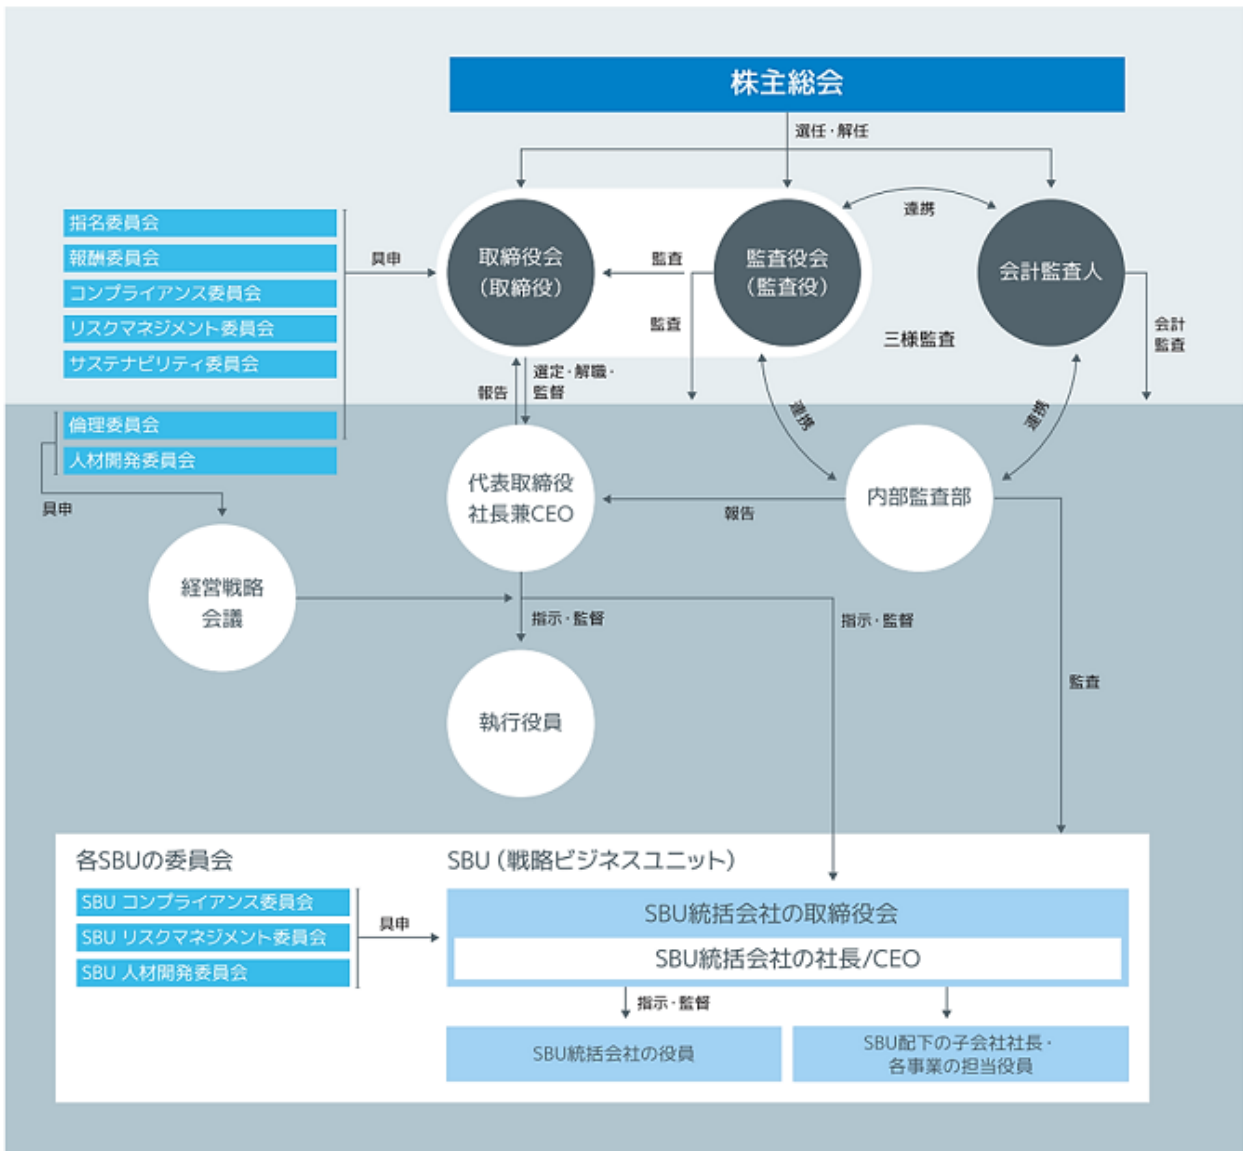 株主総会
選任・解任
指名委員会
報酬委員会
コンプライアンス委員会
リスクマネジメント委員会
サステナビリティ委員会
倫理委員会
人材開発委員会
具申
具申
取締役会
（取締役）
監査
監査
監査役会
（監査役）
連携
会計監査人
三様監査
会計
監査
報告
選定・解職・
監督
連携
連携
代表取締役
社長兼CEO
報告
内部監査部
経営戦略
会議
指示・監督
指示・監督
監査
執行役員
各SBUの委員会
SBU コンプライアンス委員会
SBU リスクマネジメント委員会
SBU 人材開発委員会
具申
SBU（戦略ビジネスユニット）
SBU統括会社の取締役会
SBU統括会社の社長/CEO
指示・監督
SBU統括会社の役員
SBU配下の子会社社長・
各事業の担当役員